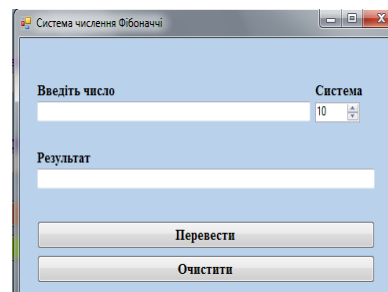 Система числення Фібоначчі
Введіть число Система
10
Результат
Перевести
Очистити